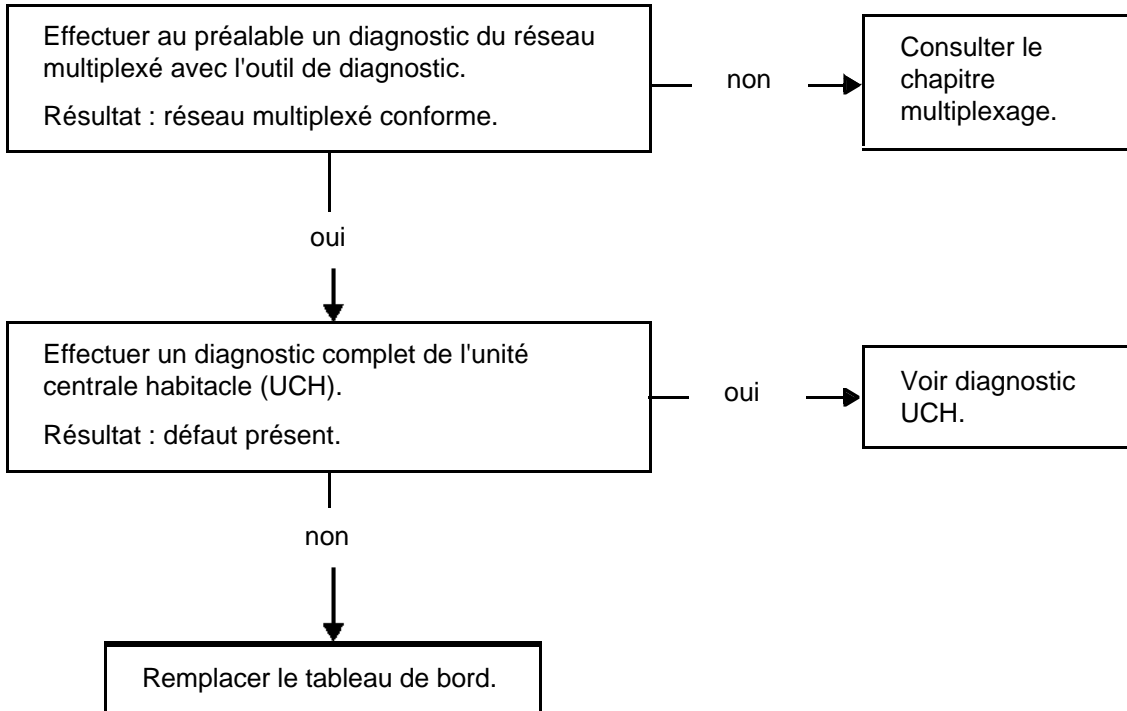 Effectuer au préalable un diagnostic du réseau
multiplexé avec l'outil de diagnostic.
Résultat : réseau multiplexé conforme.
non
Consulter le
chapitre
multiplexage.
oui
Effectuer un diagnostic complet de l'unité
centrale habitacle (UCH).
Résultat : défaut présent.
oui
Voir diagnostic
UCH.
non
Remplacer le tableau de bord.